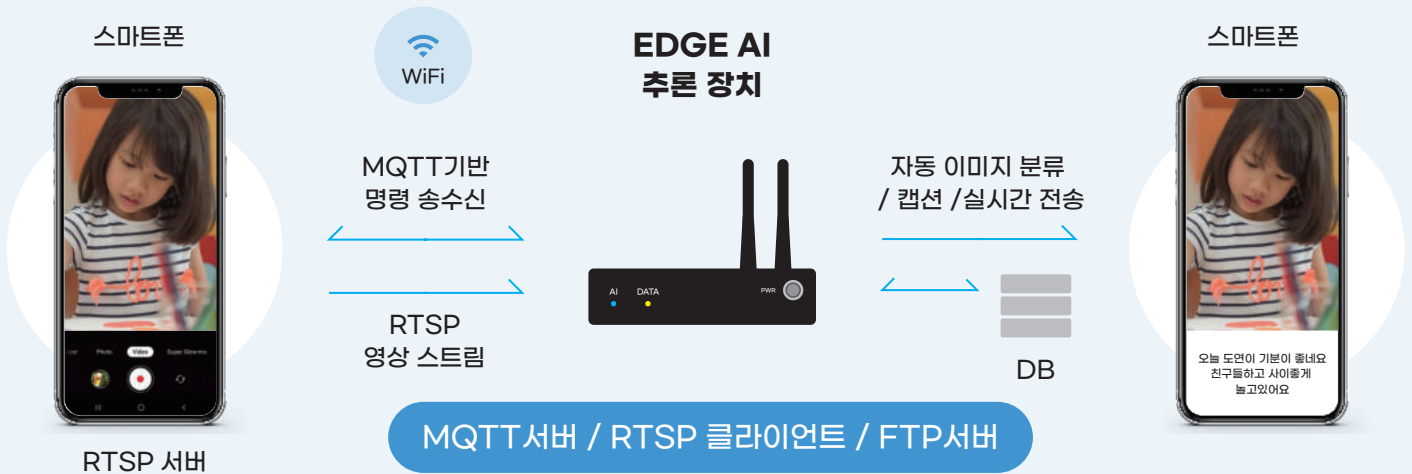 스마트폰
WiFi
EDGE AI
추론 장치
스마트폰
MQTT기반
명령 송수신
자동 이미지 분류
/ 캡션 /실시간 전송
AI DATA PWR
RTSP
영상 스트림
DB
Photo Video Super Slow-mo
오늘 도연이 기분이 좋네요
친구들하고 사이좋게
놀고있어요
MQTT서버 / RTSP 클라이언트 / FTP서버
RTSP 서버